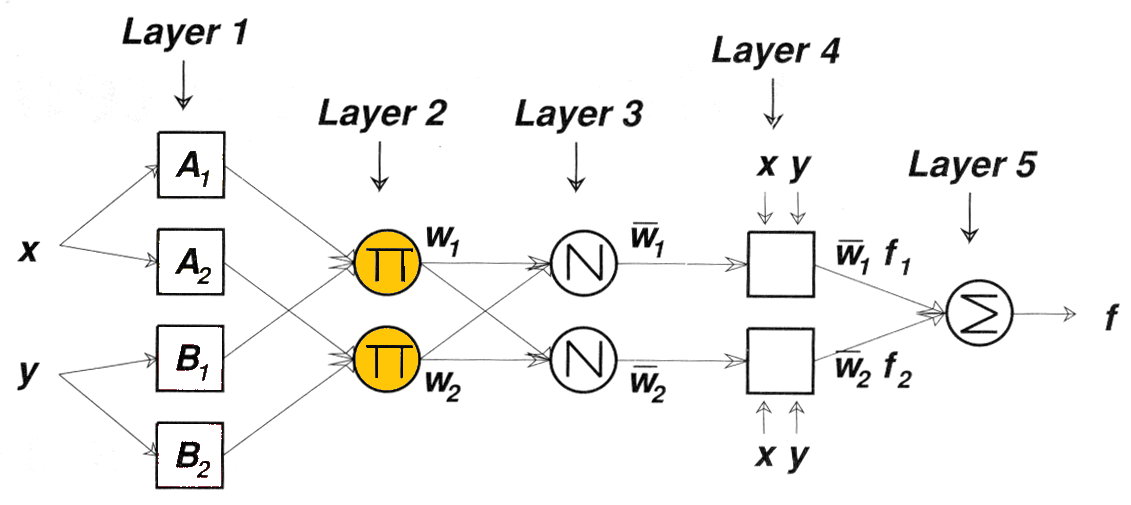 Layer 1
Layer 2
Layer 3
Layer 4
Layer 5
x
y
A₁
A₂
B₁
B₂
Π
Π
w₁
w₂
N
N
w̅₁
w̅₂
x y
x y
w̅₁ f₁
w̅₂ f₂
Σ
f